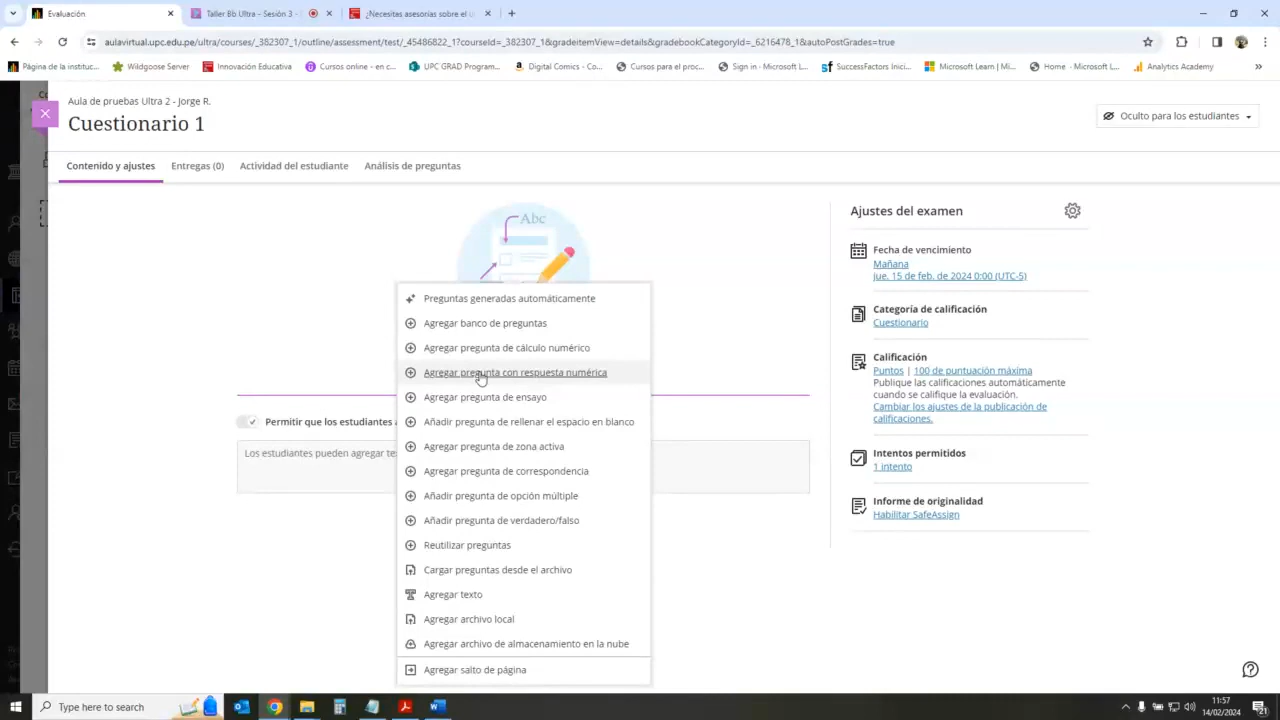 Evaluación
Taller Bb Ultra – Sesión 3 -
¿Necesitas asesorías sobre el u
aulavirtual.upc.edu.pe/ultra/courses/_382307_1/outline/assessment/test/_45486822_1?courseId=_382307_1&gradeitemView=details&gradebookCategoryId=_6216478_1&autoPostGrades=true
Página de la instituc...
Wildgoose Server
Innovación Educativa
Cursos online - en c...
UPC GRAD Program...
Digital Comics - Co...
Cursos para el proc...
Sign in - Microsoft L...
SuccessFactors Inici...
Microsoft Learn | Mi...
Home - Microsoft L...
Analytics Academy
Aula de pruebas Ultra 2 - Jorge R.
Cuestionario 1
Oculto para los estudiantes
Contenido y ajustes
Entregas (0)
Actividad del estudiante
Análisis de preguntas
Abc
Preguntas generadas automáticamente
Agregar banco de preguntas
Agregar pregunta de cálculo numérico
Agregar pregunta con respuesta numérica
Agregar pregunta de ensayo
Añadir pregunta de rellenar el espacio en blanco
Agregar pregunta de zona activa
Agregar pregunta de correspondencia
Añadir pregunta de opción múltiple
Añadir pregunta de verdadero/falso
Reutilizar preguntas
Cargar preguntas desde el archivo
Agregar texto
Agregar archivo local
Agregar archivo de almacenamiento en la nube
Agregar salto de página
Permitir que los estudiantes a
Los estudiantes pueden agregar te
Ajustes del examen
Fecha de vencimiento
Mañana
jue. 15 de feb. de 2024 0:00 (UTC-5)
Categoría de calificación
Cuestionario
Calificación
Puntos | 100 de puntuación máxima
Publique las calificaciones automáticamente
cuando se califique la evaluación.
Cambiar los ajustes de la publicación de
calificaciones.
Intentos permitidos
1 intento
Informe de originalidad
Habilitar SafeAssign
Type here to search
11:57
14/02/2024
21